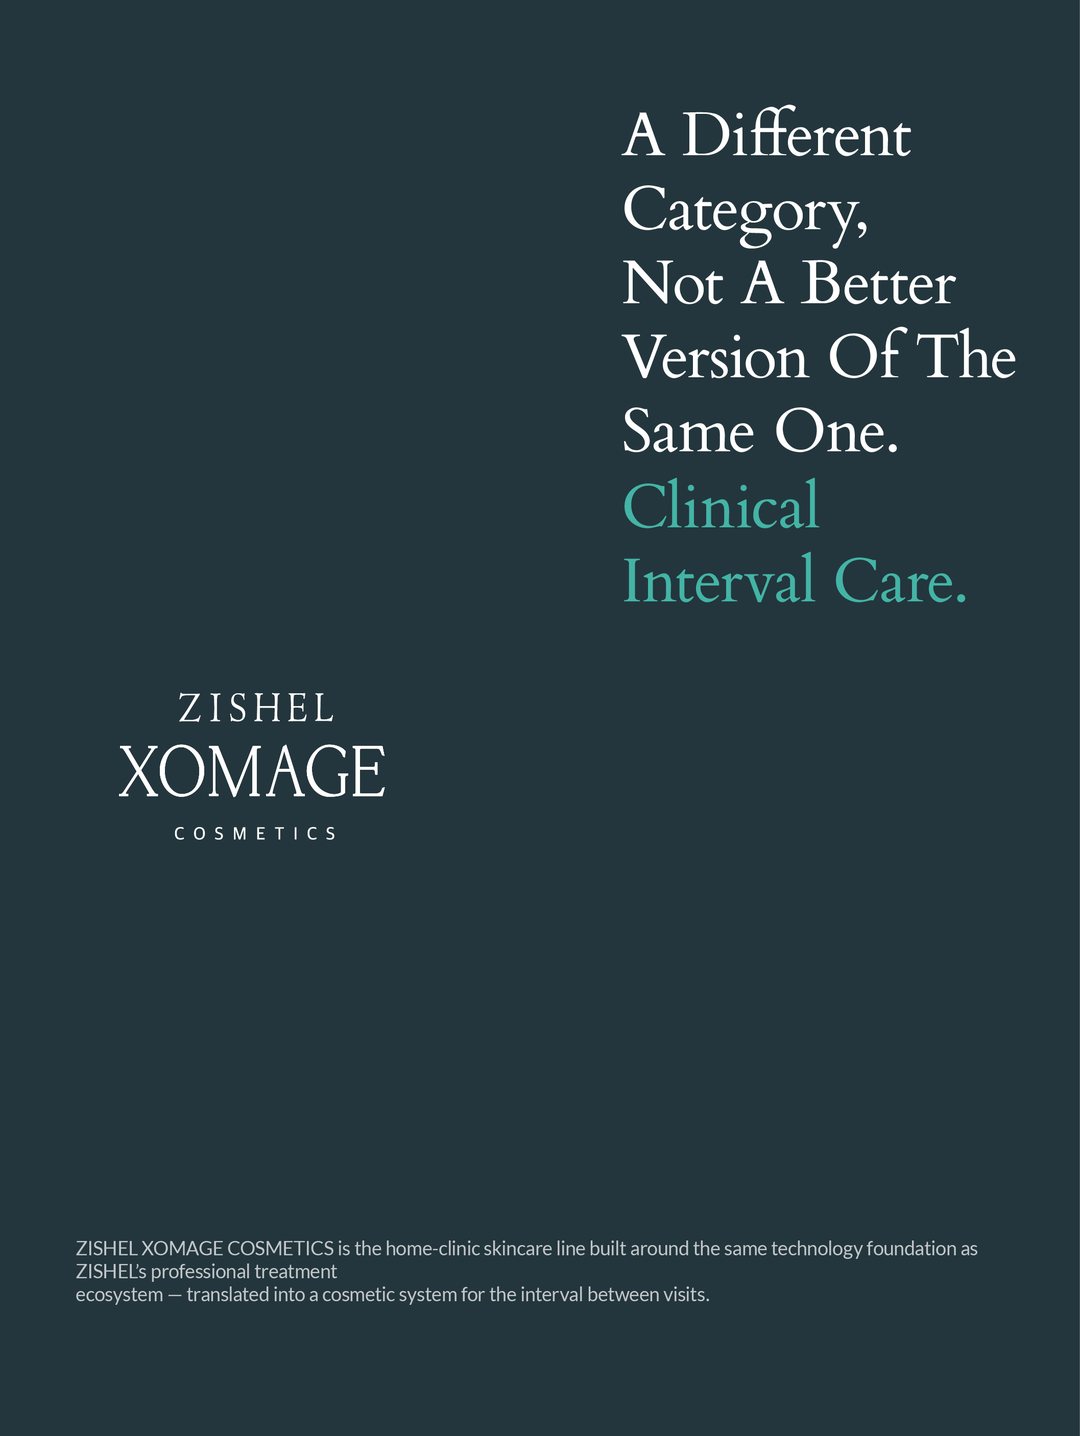 A Different
Category,
Not A Better
Version Of The
Same One.
Clinical
Interval Care.
ZISHEL
XOMAGE
COSMETICS
ZISHEL XOMAGE COSMETICS is the home-clinic skincare line built around the same technology foundation as
ZISHEL’s professional treatment
ecosystem — translated into a cosmetic system for the interval between visits.